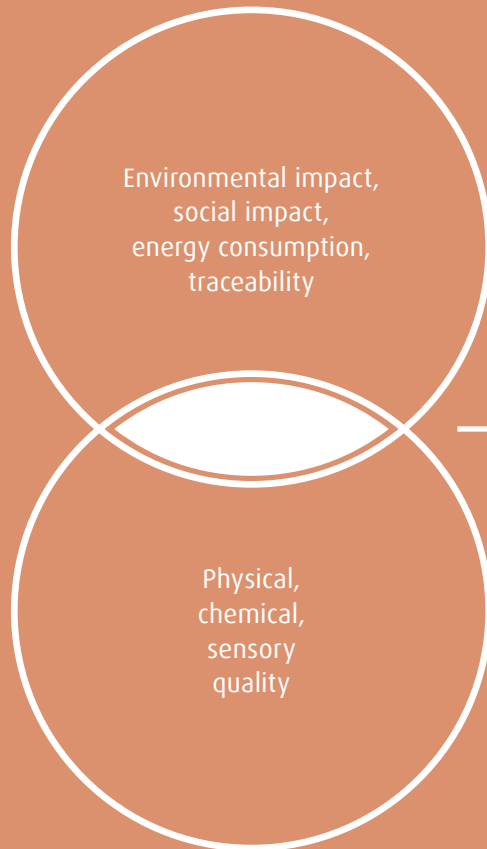 Environmental impact,
social impact,
energy consumption,
traceability
Physical,
chemical,
sensory
quality